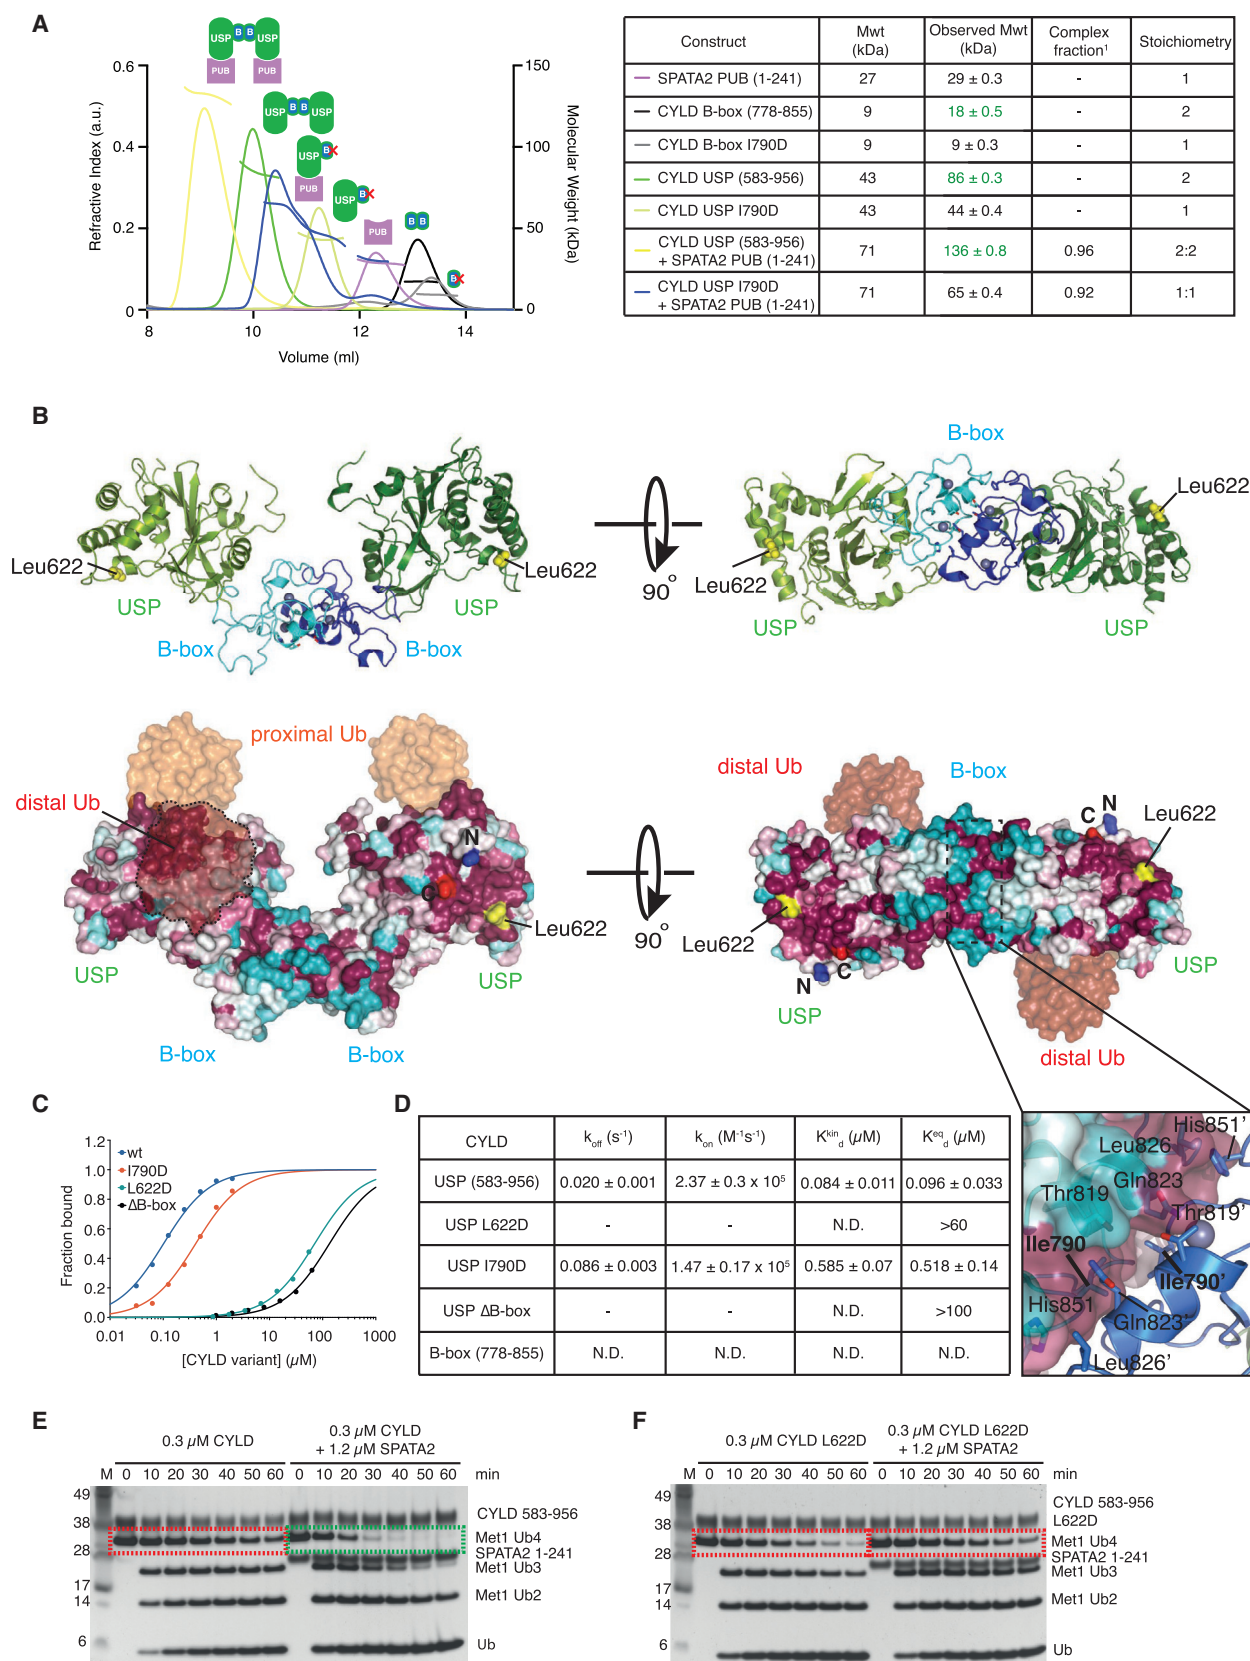 A
USP B B USP
PUB PUB
USP B B USP
USP B
PUB
USP B
PUB
B B
B
0.6
0.4
0.2
0
150
100
50
0
8 10 12 14
Refractive Index (a.u.)
Molecular Weight (kDa)
Volume (ml)
Construct Mwt (kDa) Observed Mwt (kDa) Complex fraction¹ Stoichiometry
SPATA2 PUB (1-241) 27 29 ± 0.3 - 1
CYLD B-box (778-855) 9 18 ± 0.5 - 2
CYLD B-box I790D 9 9 ± 0.3 - 1
CYLD USP (583-956) 43 86 ± 0.3 - 2
CYLD USP I790D 43 44 ± 0.4 - 1
CYLD USP (583-956) + SPATA2 PUB (1-241) 71 136 ± 0.8 0.96 2:2
CYLD USP I790D + SPATA2 PUB (1-241) 71 65 ± 0.4 0.92 1:1
B
Leu622
USP
B-box
B-box
USP
Leu622
90°
B-box
Leu622
Leu622
USP
USP
proximal Ub
distal Ub
N
C
Leu622
USP
USP
B-box
B-box
90°
distal Ub
B-box
C N
Leu622
Leu622
N C
USP
USP
distal Ub
His851’
Leu826
Gln823
Thr819
Thr819’
Ile790
Ile790’
His851
Gln823’
Leu826’
C
1.2
1.0
0.8
0.6
0.4
0.2
0.0
wt
I790D
L622D
ΔB-box
0.01 0.10 1 10 100 1000
Fraction bound
[CYLD variant] (µM)
D
CYLD k off (s⁻¹) k on (M⁻¹s⁻¹) K kin d (µM) K eq d (µM)
USP (583-956) 0.020 ± 0.001 2.37 ± 0.3 x 10⁵ 0.084 ± 0.011 0.096 ± 0.033
USP L622D - - N.D. >60
USP I790D 0.086 ± 0.003 1.47 ± 0.17 x 10⁵ 0.585 ± 0.07 0.518 ± 0.14
USP ΔB-box - - N.D. >100
B-box (778-855) N.D. N.D. N.D. N.D.
E
0.3 µM CYLD
0.3 µM CYLD
+ 1.2 µM SPATA2
M 0 10 20 30 40 50 60 0 10 20 30 40 50 60 min
49
38
28
17
14
6
CYLD 583-956
Met1 Ub4
SPATA2 1-241
Met1 Ub3
Met1 Ub2
Ub
F
0.3 µM CYLD L622D
0.3 µM CYLD L622D
+ 1.2 µM SPATA2
M 0 10 20 30 40 50 60 0 10 20 30 40 50 60 min
49
38
28
17
14
6
CYLD 583-956
L622D
Met1 Ub4
SPATA2 1-241
Met1 Ub3
Met1 Ub2
Ub